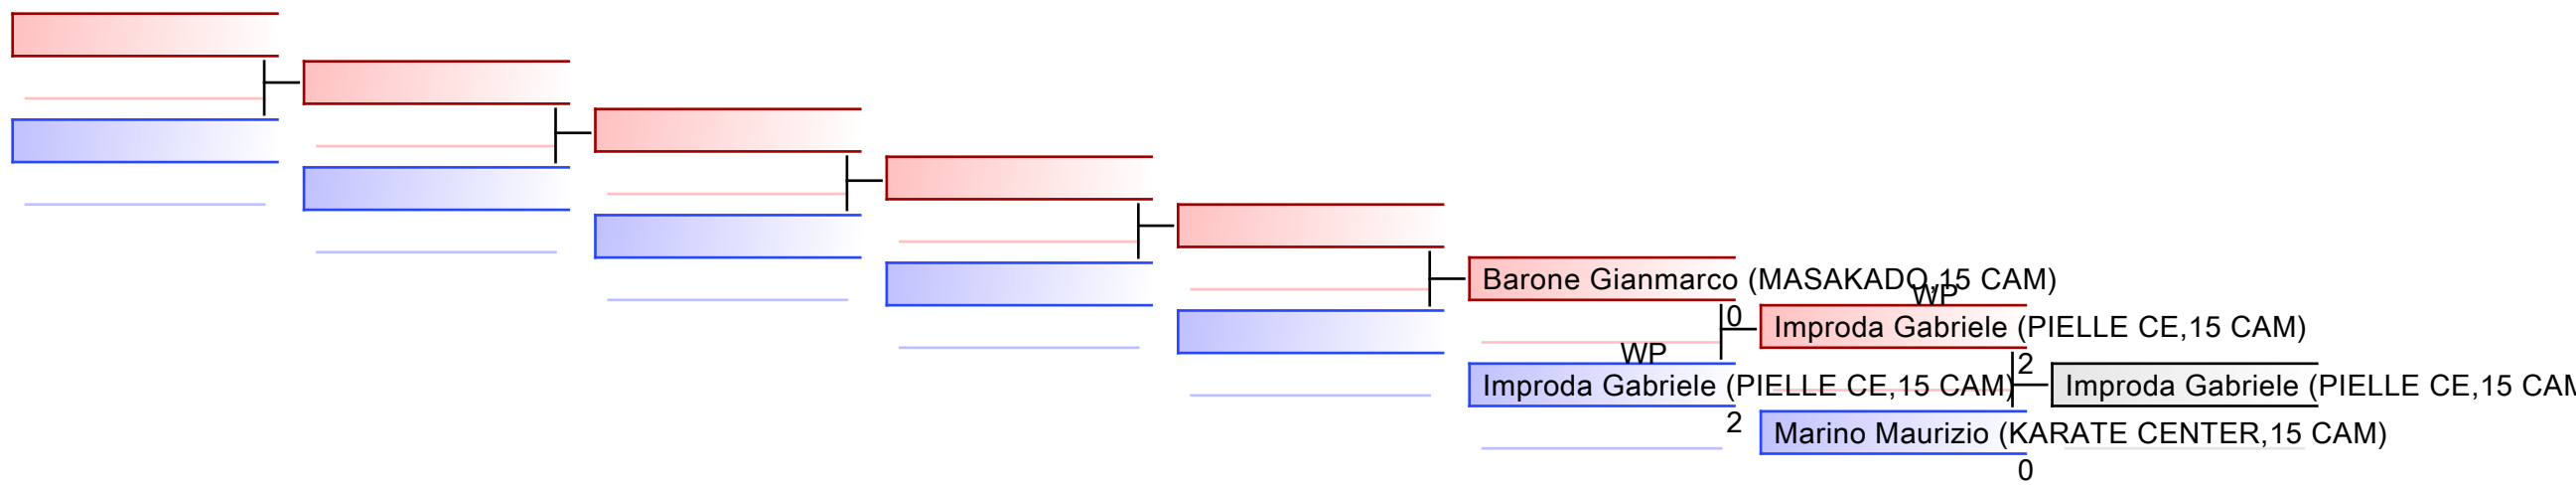 Barone Gianmarco (MASAKADO,15 CAM)
WP
0
Improda Gabriele (PIELLE CE,15 CAM)
WP
2
Improda Gabriele (PIELLE CE,15 CAM)
Improda Gabriele (PIELLE CE,15 CAM
2
Marino Maurizio (KARATE CENTER,15 CAM)
0